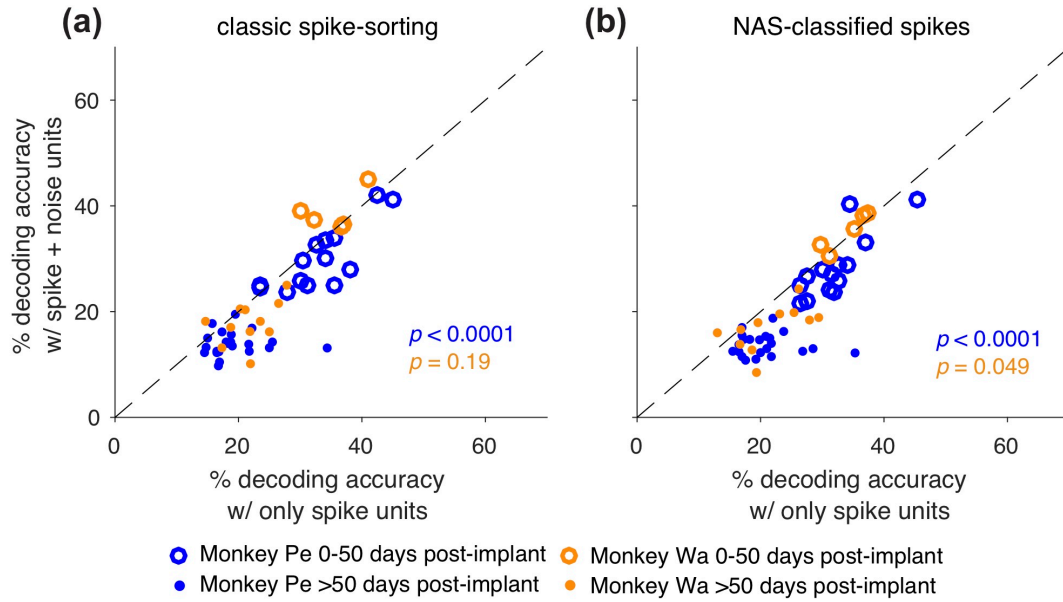 (a)
classic spike-sorting
% decoding accuracy
w/ spike + noise units
60
40
20
0
p < 0.0001
p = 0.19
0
20
40
60
% decoding accuracy
w/ only spike units
(b)
NAS-classified spikes
p < 0.0001
p = 0.049
0
20
40
60
% decoding accuracy
w/ only spike units
Monkey Pe 0-50 days post-implant
Monkey Wa 0-50 days post-implant
Monkey Pe >50 days post-implant
Monkey Wa >50 days post-implant